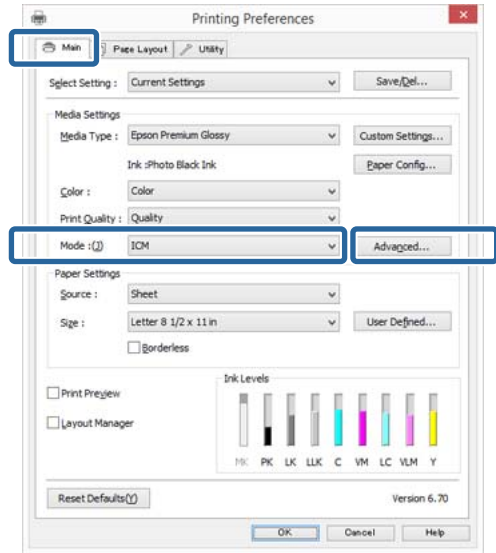 Printing Preferences
Main Page Layout Utility
Select Setting : Current Settings Save/Del...
Media Settings
Media Type : Epson Premium Glossy Custom Settings...
Ink :Photo Black Ink Paper Config...
Color : Color
Print Quality : Quality
Mode :(J) ICM Advanced...
Paper Settings
Source : Sheet
Size : Letter 8 1/2 x 11 in User Defined...
Borderless
Ink Levels
Print Preview
Layout Manager
MK PK LK LLK C VM LC VLM Y
Reset Defaults(Y) Version 6.70
OK Cancel Help